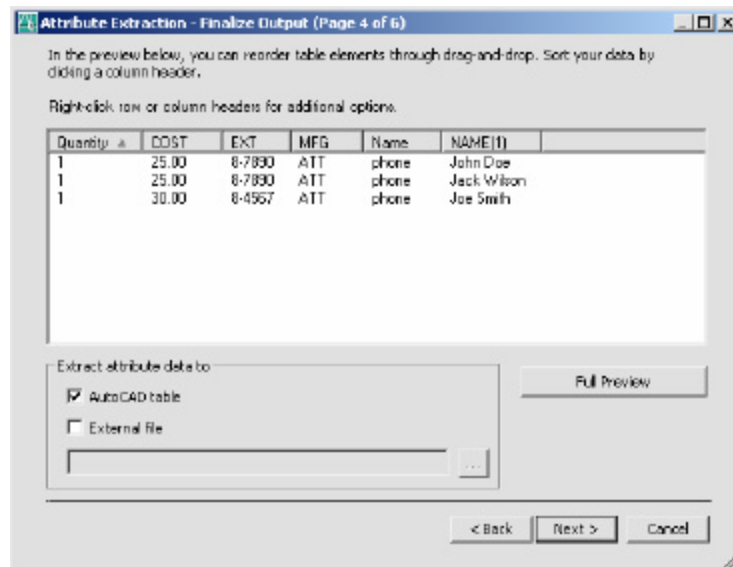 Attribute Extraction - Finalize Output (Page 4 of 6)
In the preview below, you can reorder table elements through drag-and-drop. Sort your data by
clicking a column header.
Right-click row or column headers for additional options.
Quantity COST EXT MFG Name NAME(1)
1 25.00 8-7890 ATT phone John Doe
1 25.00 8-7890 ATT phone Jack Wilson
1 30.00 8-4567 ATT phone Joe Smith
Extract attribute data to
AutoCAD table
Full Preview
External file
...
< Back Next > Cancel